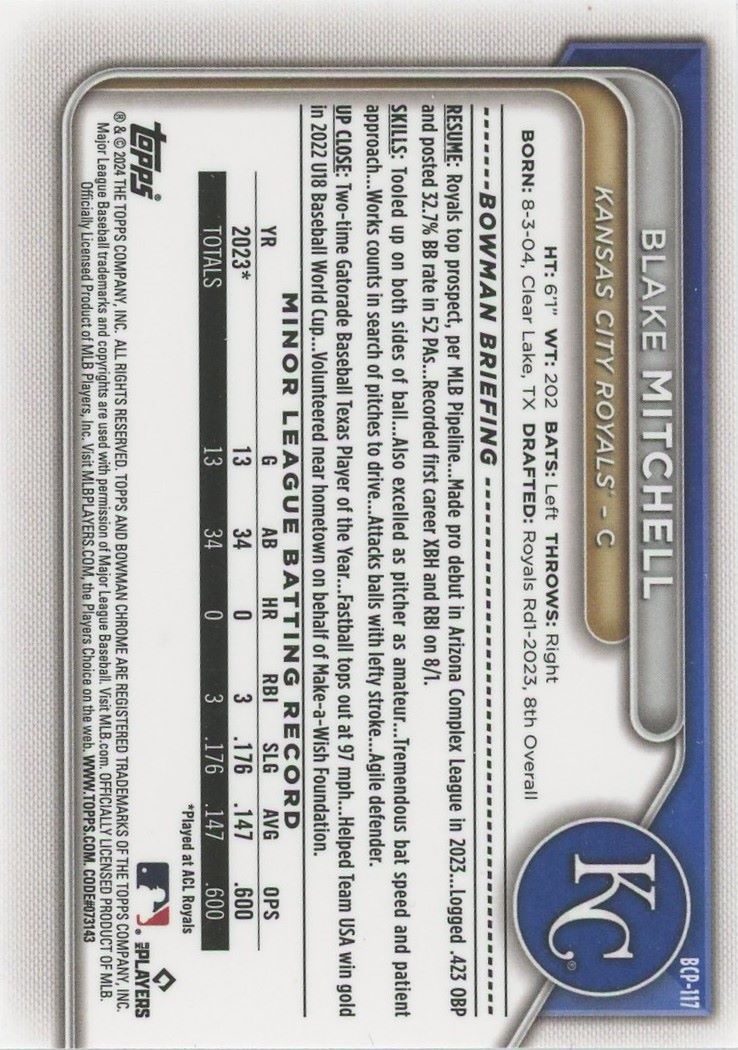 BCP-117
BLAKE MITCHELL
KANSAS CITY ROYALS® – C
KC®
HT: 6'1" WT: 202 BATS: Left THROWS: Right
BORN: 8-3-04, Clear Lake, TX DRAFTED: Royals Rd1-2023, 8th Overall
BOWMAN BRIEFING
RESUME: Royals top prospect, per MLB Pipeline...Made pro debut in Arizona Complex League in 2023...Logged .423 OBP
and posted 32.7% BB rate in 52 PAs...Recorded first career XBH and RBI on 8/1.
SKILLS: Tooled up on both sides of ball...Also excelled as pitcher as amateur...Tremendous bat speed and patient
approach...Works counts in search of pitches to drive...Attacks balls with lefty stroke...Agile defender.
UP CLOSE: Two-time Gatorade Baseball Texas Player of the Year...Fastball tops out at 97 mph...Helped Team USA win gold
in 2022 U18 Baseball World Cup...Volunteered near hometown on behalf of Make-a-Wish Foundation.
MINOR LEAGUE BATTING RECORD
YR G AB HR RBI SLG AVG OPS
2023* 13 34 0 3 .176 .147 .600
TOTALS 13 34 0 3 .176 .147 .600
*Played at ACL Royals
topps®
MLB PLAYERS
® & © 2024 THE TOPPS COMPANY, INC. ALL RIGHTS RESERVED. TOPPS AND BOWMAN CHROME ARE REGISTERED TRADEMARKS OF THE TOPPS COMPANY, INC.
Major League Baseball trademarks and copyrights are used with permission of Major League Baseball. Visit MLB.com. OFFICIALLY LICENSED PRODUCT OF MLB.
Officially Licensed Product of MLB Players, Inc. Visit MLBPLAYERS.COM, the Players Choice on the web. WWW.TOPPS.COM. CODE#073143